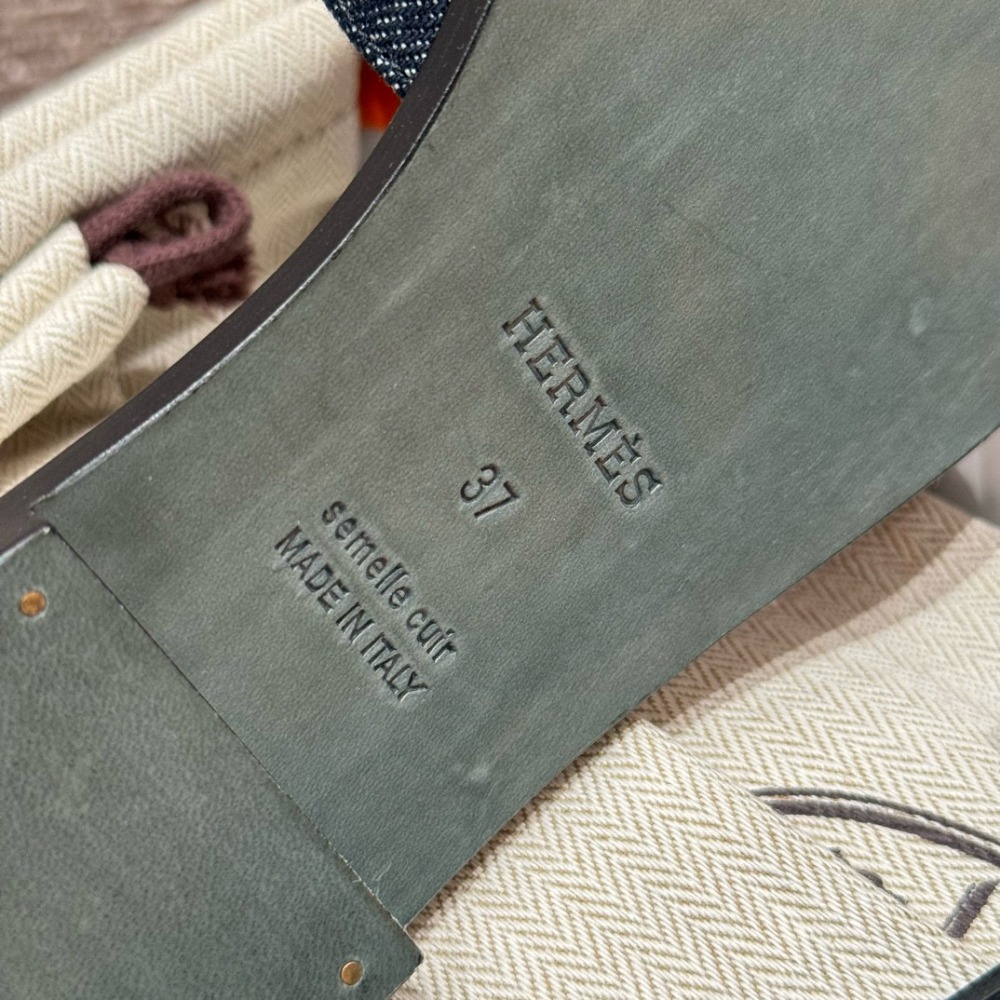 HERMÈS
37
semelle cuir
MADE IN ITALY